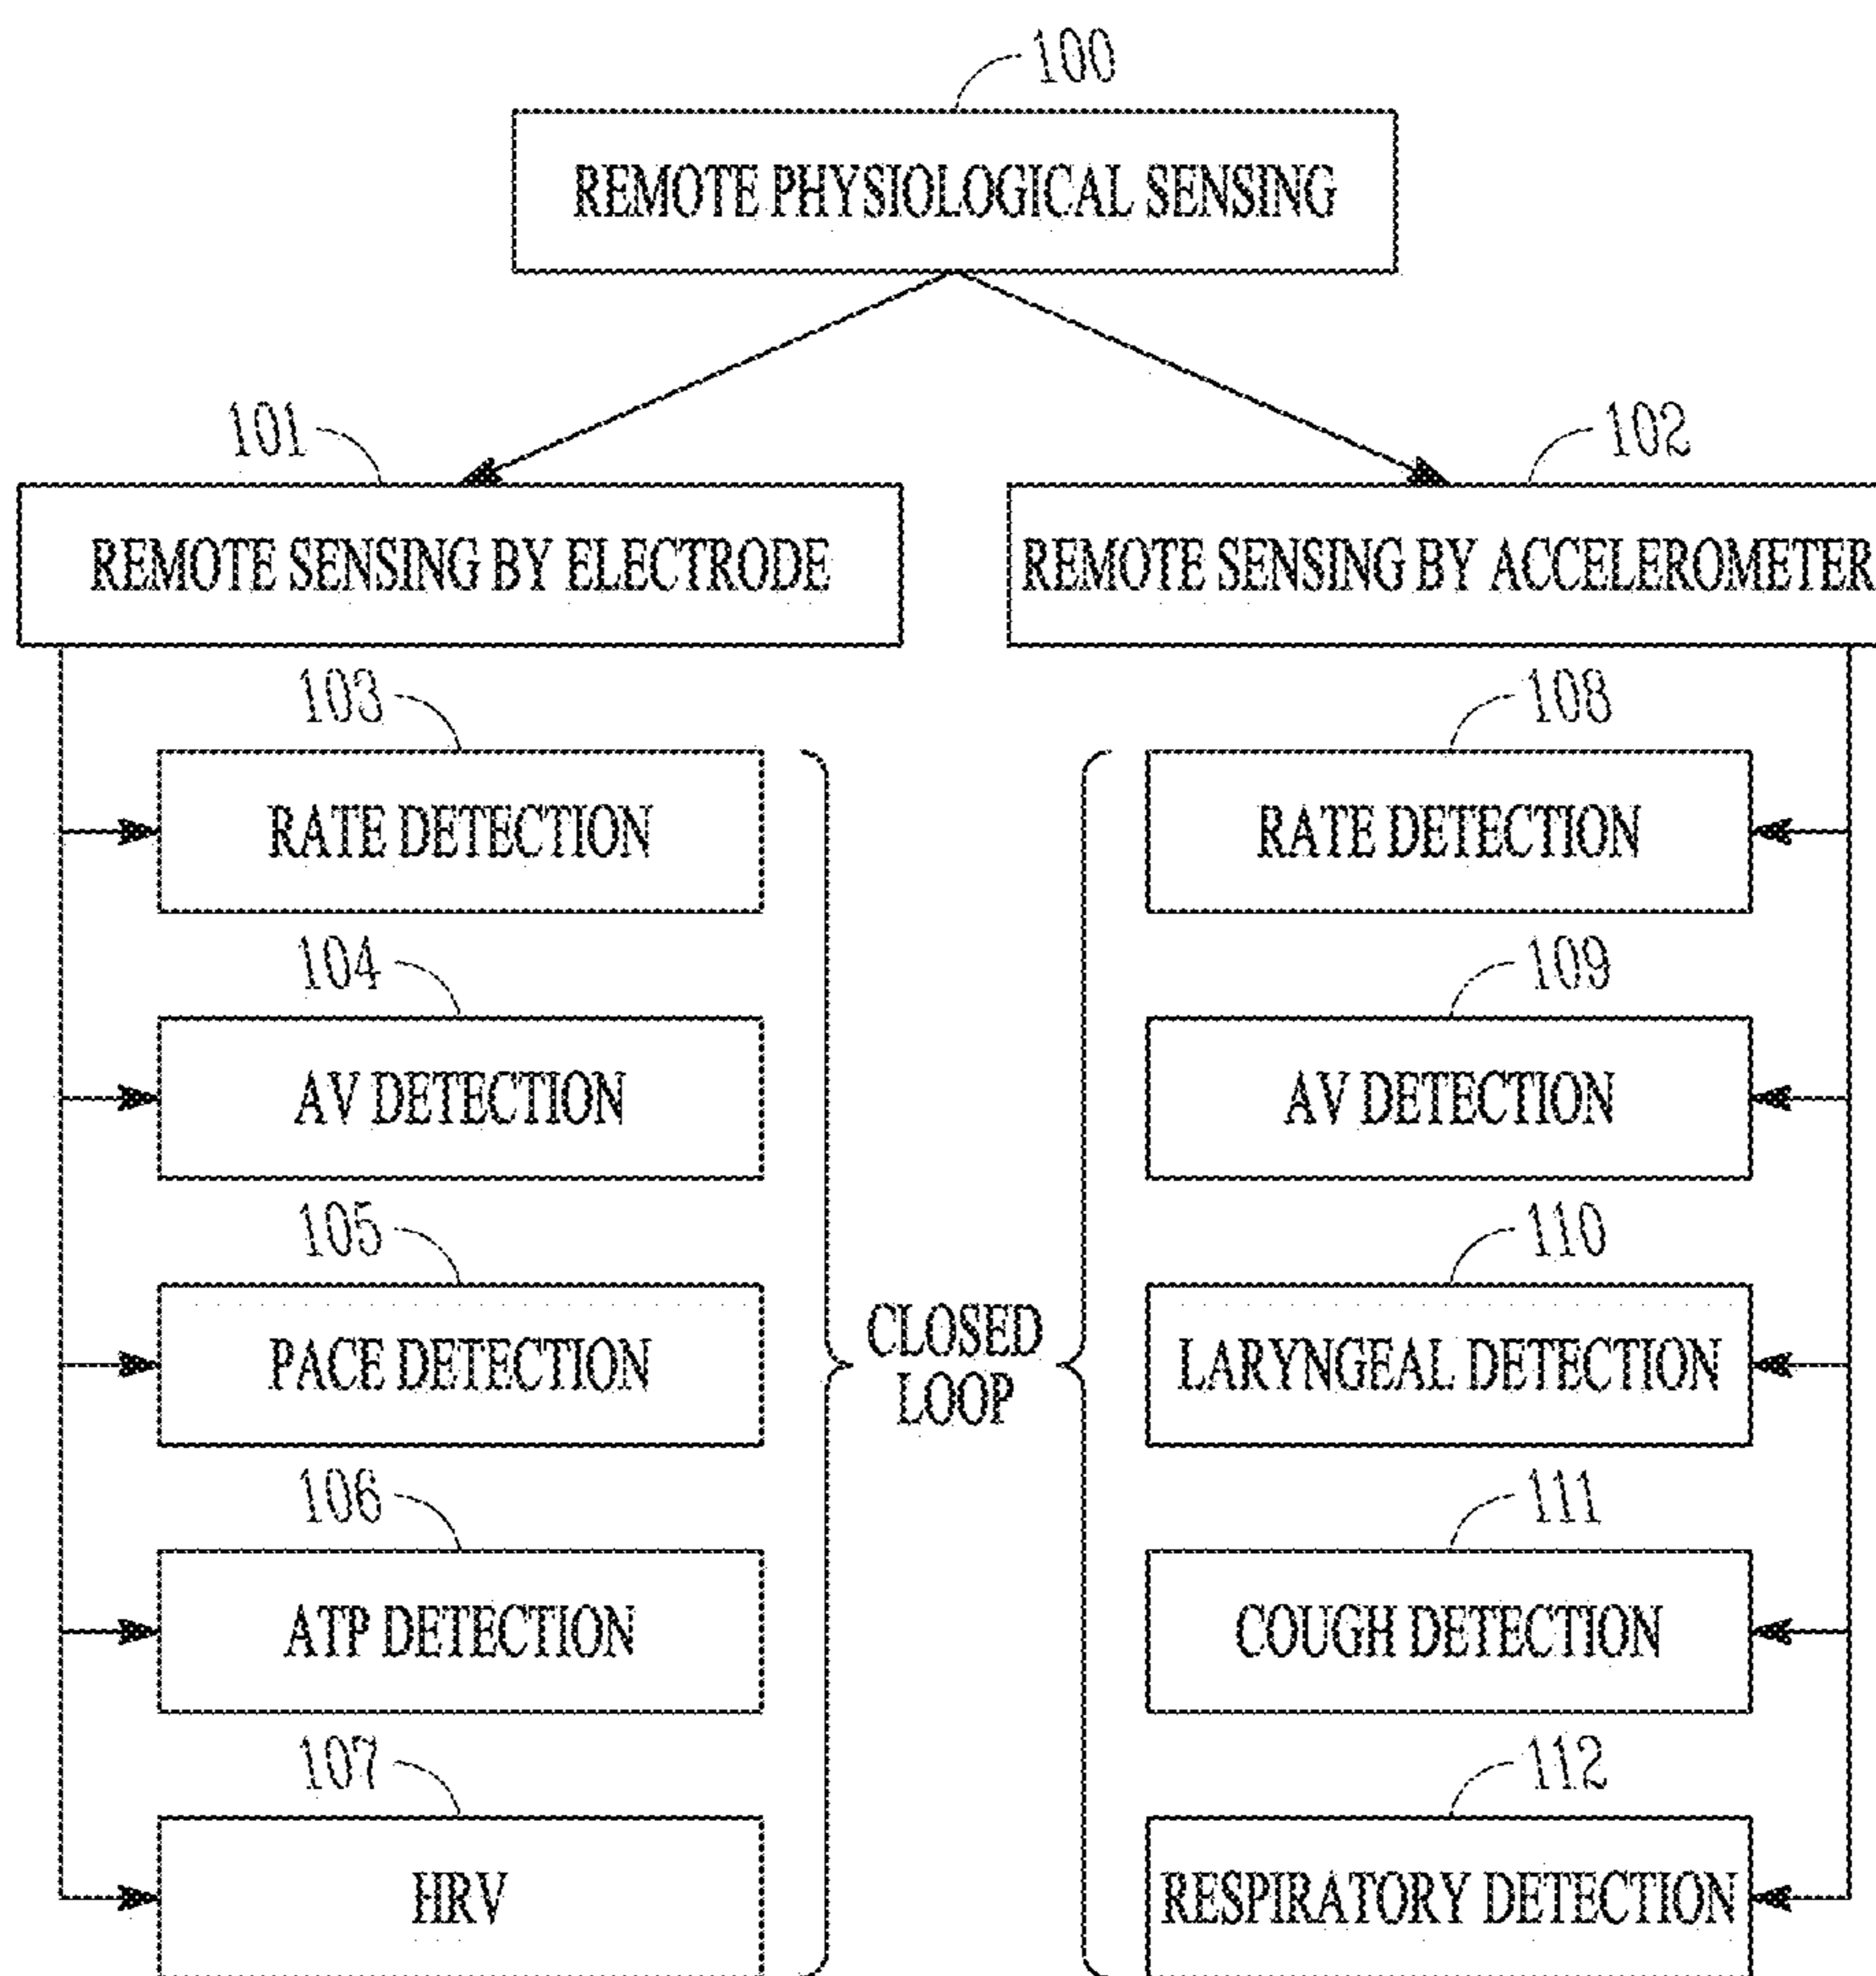 100
REMOTE PHYSIOLOGICAL SENSING
101
102
REMOTE SENSING BY ELECTRODE
REMOTE SENSING BY ACCELEROMETER
103
RATE DETECTION
104
AV DETECTION
105
PACE DETECTION
106
ATP DETECTION
107
HRV
CLOSED
LOOP
108
RATE DETECTION
109
AV DETECTION
110
LARYNGEAL DETECTION
111
COUGH DETECTION
112
RESPIRATORY DETECTION